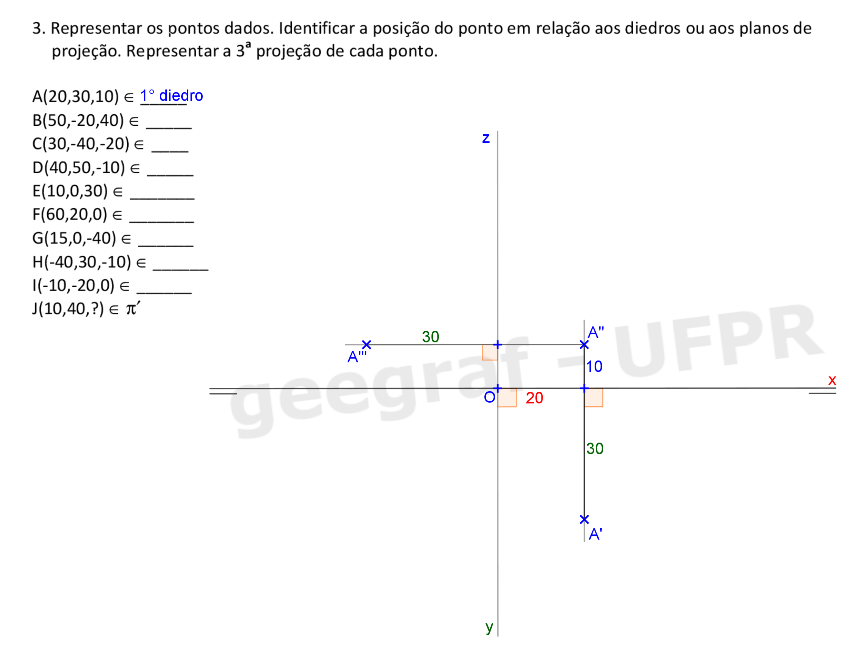 3. Representar os pontos dados. Identificar a posição do ponto em relação aos diedros ou aos planos de
projeção. Representar a 3ª projeção de cada ponto.
A(20,30,10) ∈ 1° diedro
B(50,-20,40) ∈ _____
C(30,-40,-20) ∈ ____
D(40,50,-10) ∈ _____
E(10,0,30) ∈ _______
F(60,20,0) ∈ _______
G(15,0,-40) ∈ ______
H(-40,30,-10) ∈ ______
I(-10,-20,0) ∈ ______
J(10,40,?) ∈ π′
z
30
A'''
A''
10
x
O
20
30
A'
y
geegraf - UFPR